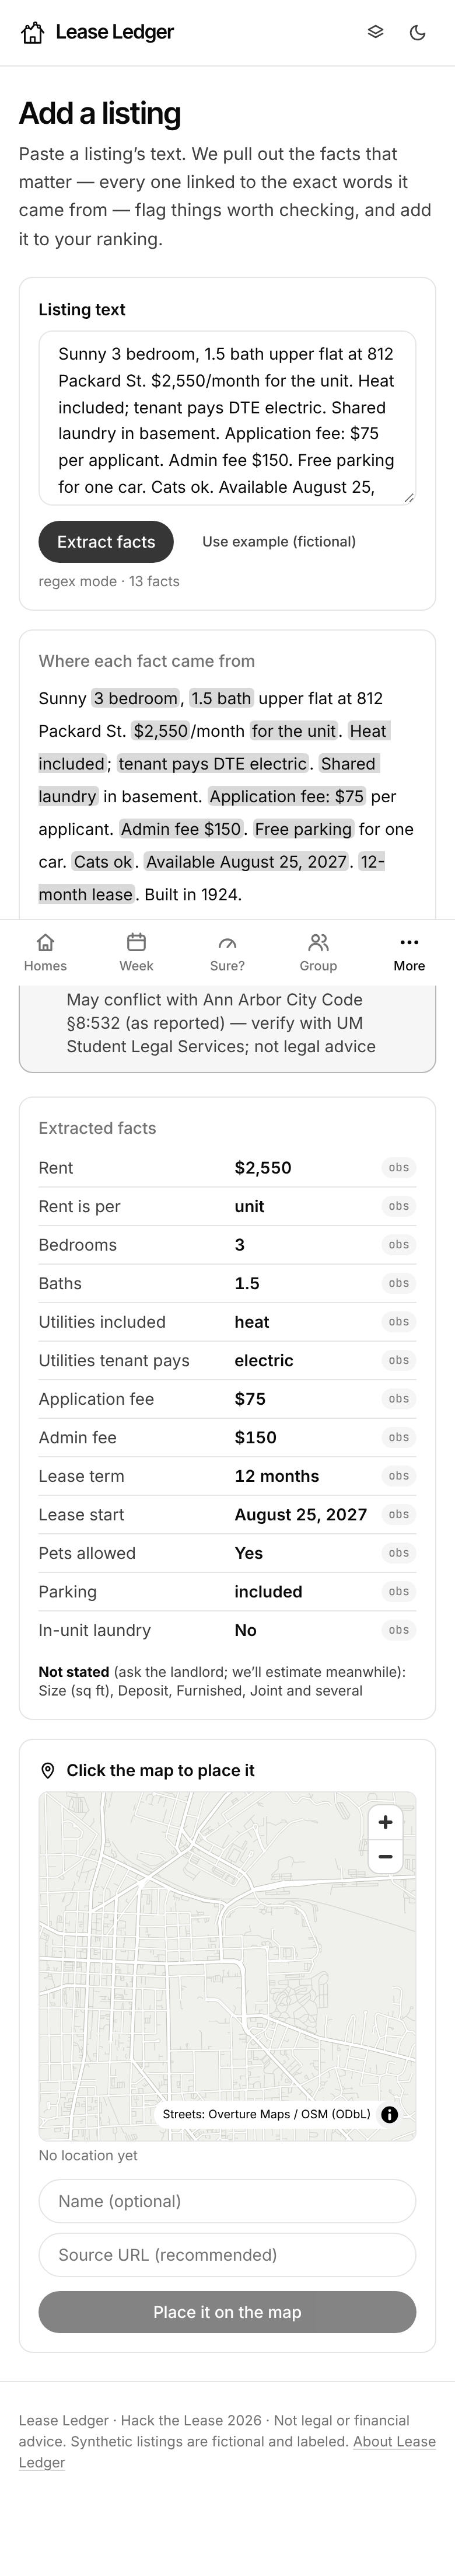 Lease Ledger
Add a listing
Paste a listing’s text. We pull out the facts that
matter — every one linked to the exact words it
came from — flag things worth checking, and add
it to your ranking.
Listing text
Sunny 3 bedroom, 1.5 bath upper flat at 812
Packard St. $2,550/month for the unit. Heat
included; tenant pays DTE electric. Shared
laundry in basement. Application fee: $75
per applicant. Admin fee $150. Free parking
for one car. Cats ok. Available August 25,
Extract facts
Use example (fictional)
regex mode · 13 facts
Where each fact came from
Sunny 3 bedroom, 1.5 bath upper flat at 812
Packard St. $2,550/month for the unit. Heat
included; tenant pays DTE electric. Shared
laundry in basement. Application fee: $75 per
applicant. Admin fee $150. Free parking for one
car. Cats ok. Available August 25, 2027. 12-
month lease. Built in 1924.
Homes
Week
Sure?
Group
More
May conflict with Ann Arbor City Code
§8:532 (as reported) — verify with UM
Student Legal Services; not legal advice
Extracted facts
Rent $2,550 obs
Rent is per unit obs
Bedrooms 3 obs
Baths 1.5 obs
Utilities included heat obs
Utilities tenant pays electric obs
Application fee $75 obs
Admin fee $150 obs
Lease term 12 months obs
Lease start August 25, 2027 obs
Pets allowed Yes obs
Parking included obs
In-unit laundry No obs
Not stated (ask the landlord; we’ll estimate meanwhile):
Size (sq ft), Deposit, Furnished, Joint and several
Click the map to place it
Streets: Overture Maps / OSM (ODbL)
No location yet
Name (optional)
Source URL (recommended)
Place it on the map
Lease Ledger · Hack the Lease 2026 · Not legal or financial
advice. Synthetic listings are fictional and labeled. About Lease
Ledger